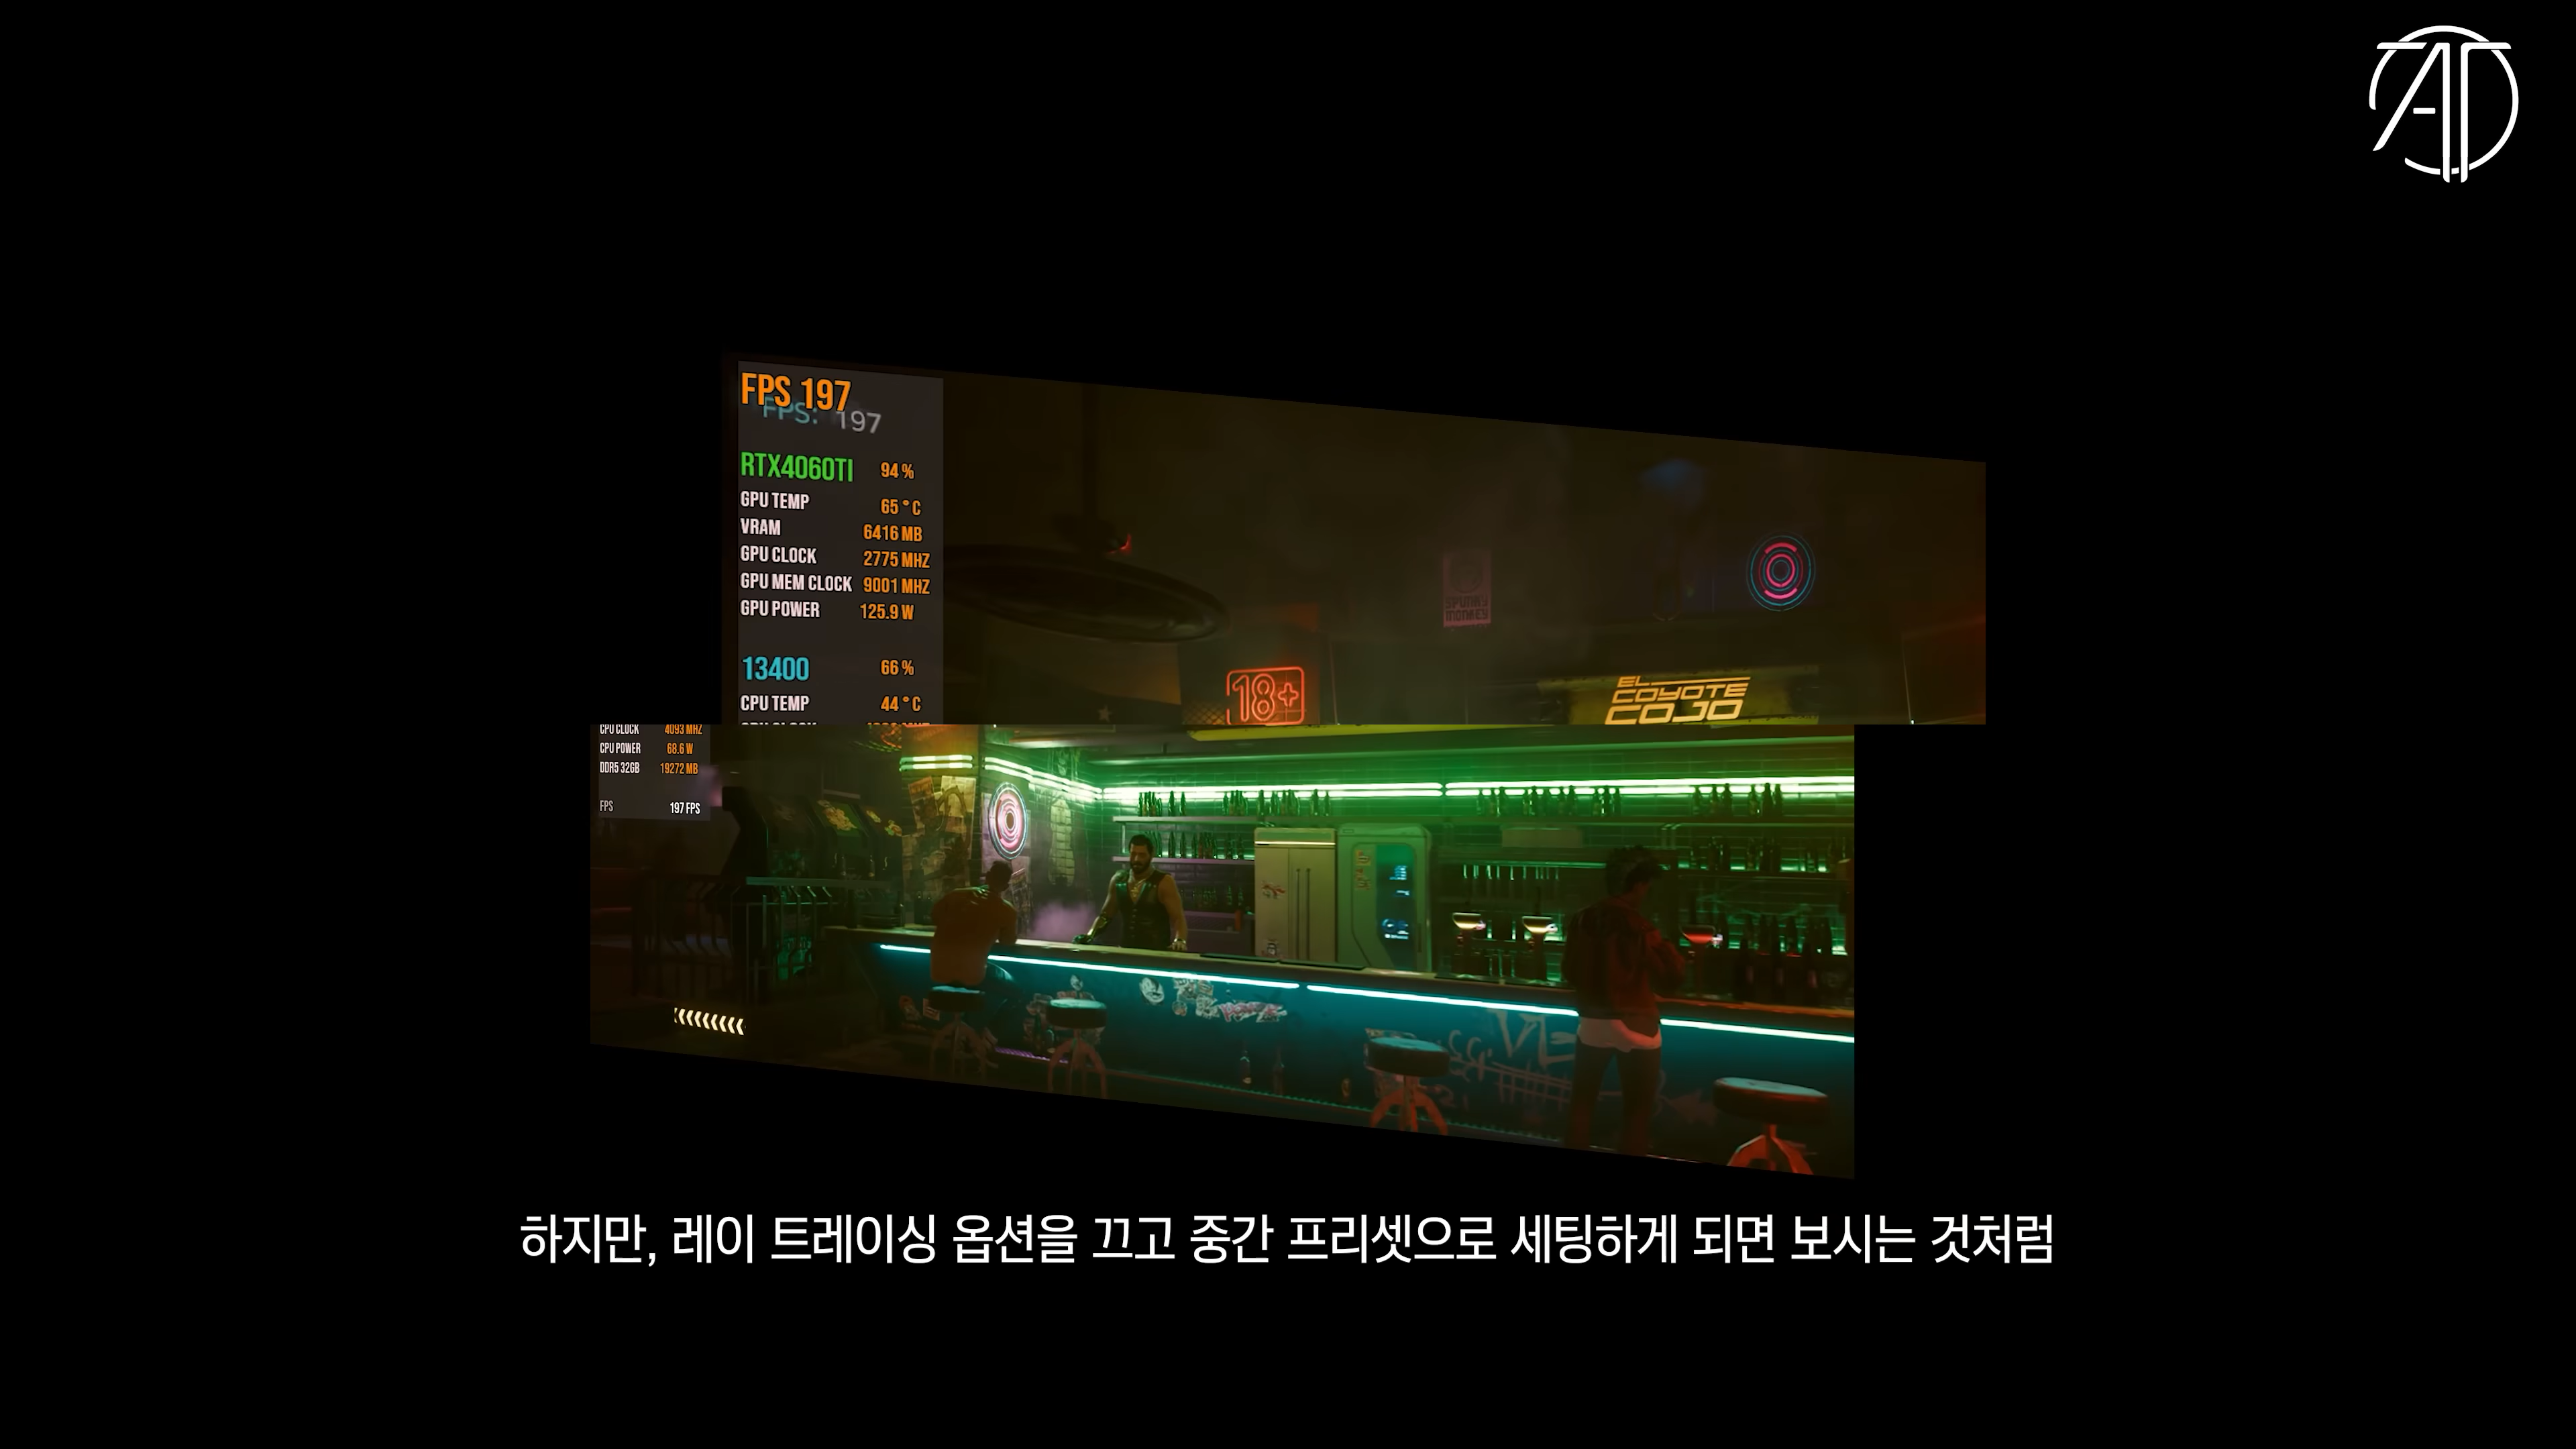 FPS 197
FPS: 197
RTX4060TI 94 %
GPU TEMP 65 °C
VRAM 6416 MB
GPU CLOCK 2775 MHZ
GPU MEM CLOCK 9001 MHZ
GPU POWER 125.9 W
13400 66 %
CPU TEMP 44 °C
CPU CLOCK 4093 MHZ
CPU POWER 68.6 W
DDR5 32GB 19272 MB
FPS 197 FPS
SPUNKY
MONKEY
18+
EL
COYOTE
COJO
하지만, 레이 트레이싱 옵션을 끄고 중간 프리셋으로 세팅하게 되면 보시는 것처럼